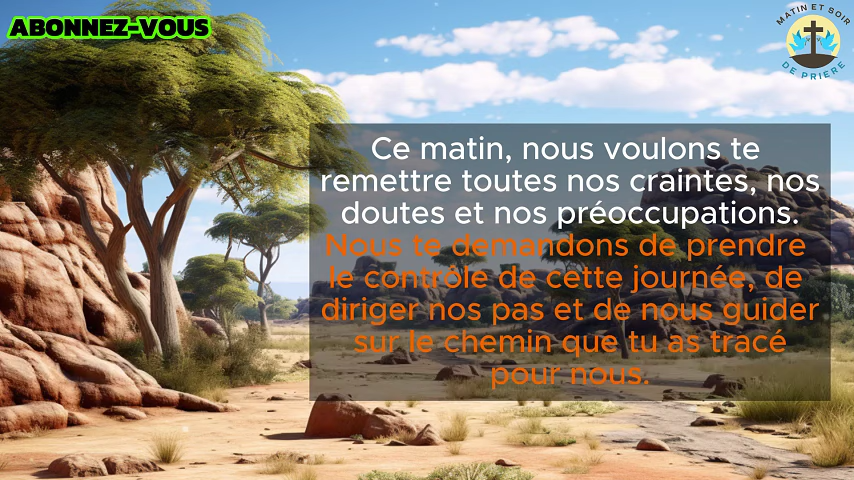 ABONNEZ-VOUS
MATIN ET SOIR
DE PRIERE
Ce matin, nous voulons te
remettre toutes nos craintes, nos
doutes et nos préoccupations.
Nous te demandons de prendre
le contrôle de cette journée, de
diriger nos pas et de nous guider
sur le chemin que tu as tracé
pour nous.